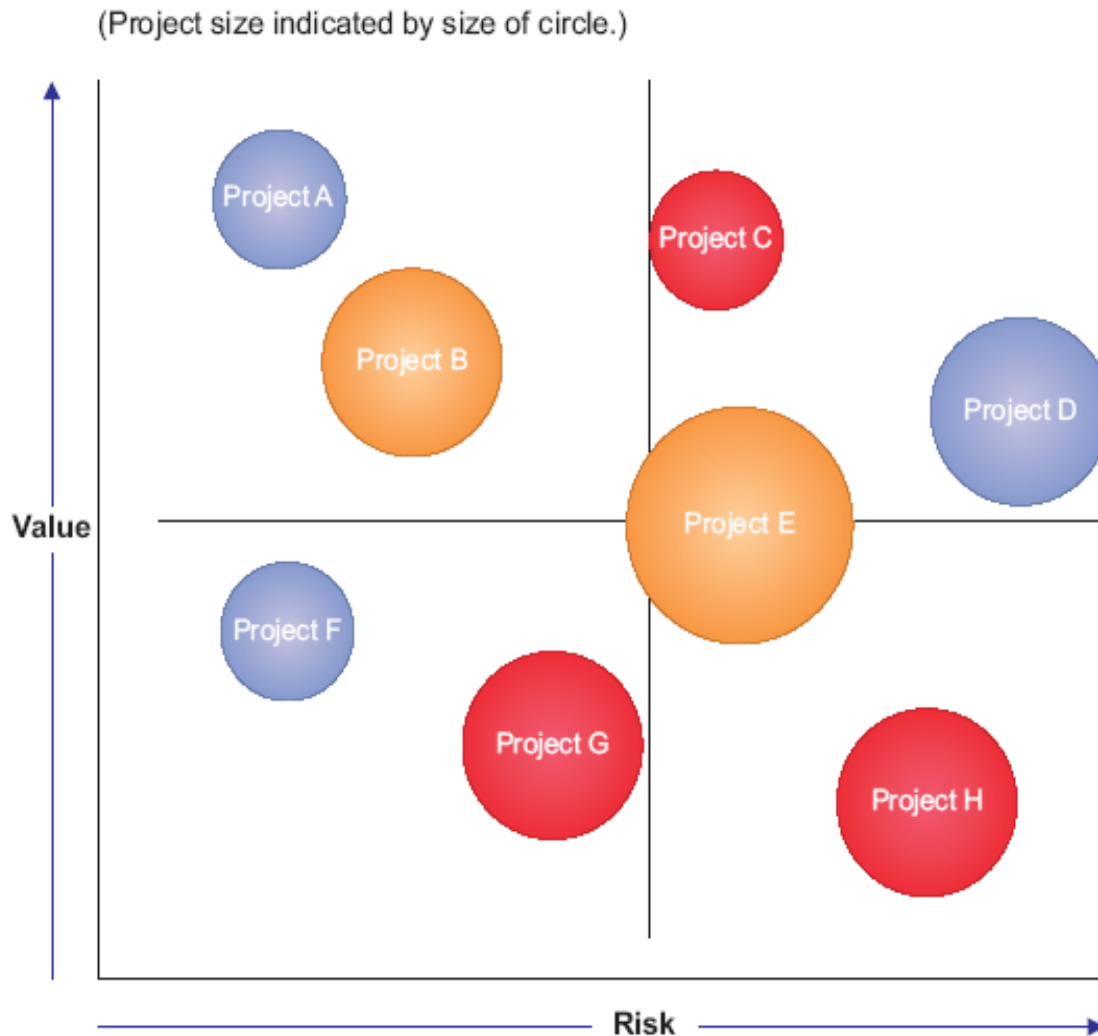 (Project size indicated by size of circle.)
Project A
Project C
Project B
Project D
Value
Project E
Project F
Project G
Project H
Risk